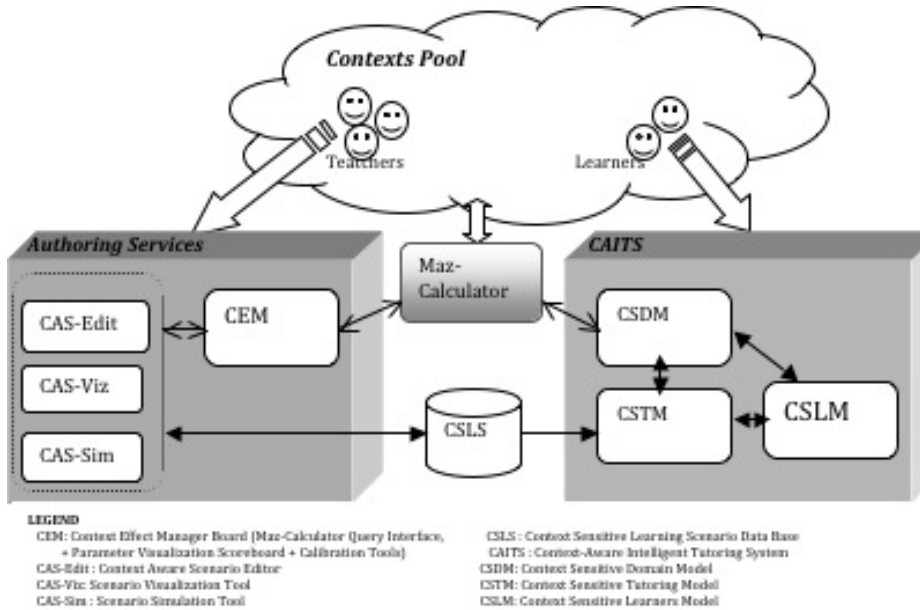 Contexts Pool
Teatchers
Learners
Authoring Services
CAITS
Maz-
Calculator
CAS-Edit
CEM
CSDM
CAS-Viz
CSTM
CSLM
CSLS
CAS-Sim
LEGEND
CEM: Context Effect Manager Board (Maz-Calculator Query Interface,
+ Parameter Visualization Scoreboard + Calibration Tools)
CAS-Edit : Context Aware Scenario Editor
CAS-Viz: Scenario Visualization Tool
CAS-Sim : Scenario Simulation Tool
CSLS : Context Sensitive Learning Scenario Data Base
CAITS : Context-Aware Intelligent Tutoring System
CSDM: Context Sensitive Domain Model
CSTM: Context Sensitive Tutoring Model
CSLM: Context Sensitive Learners Model